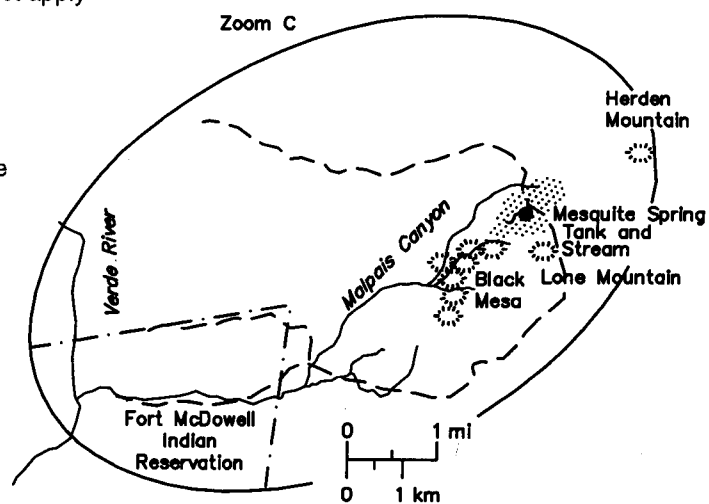 Zoom C
Herden
Mountain
Verde River
Malpais Canyon
Mesquite Spring
Tank and
Stream
Black
Mesa
Lone Mountain
Fort McDowell
Indian
Reservation
0 1 mi
0 1 km